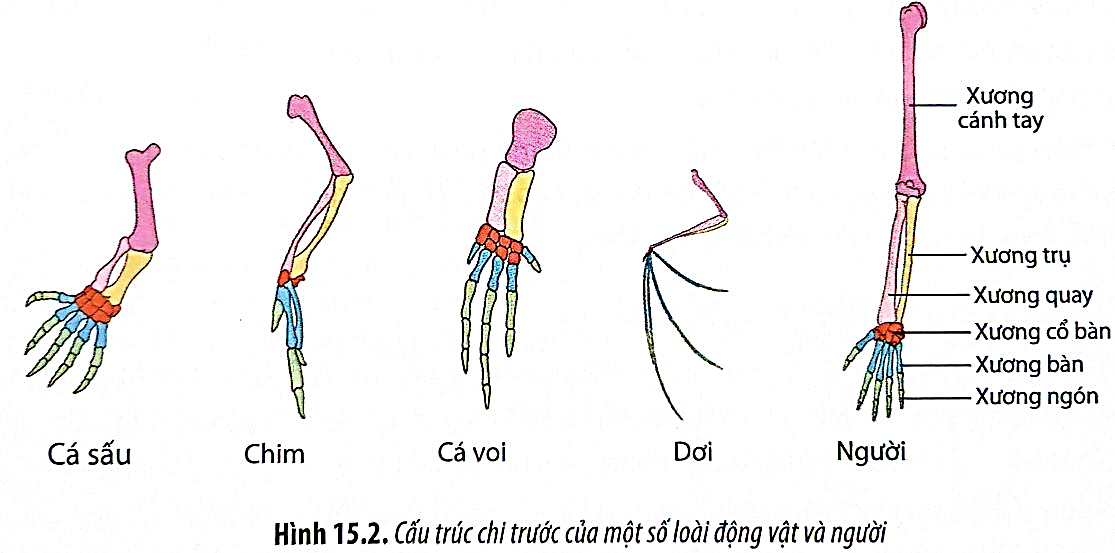 Xương
cánh tay
Xương trụ
Xương quay
Xương cổ bàn
Xương bàn
Xương ngón
Cá sấu
Chim
Cá voi
Dơi
Người
Hình 15.2. Cấu trúc chi trước của một số loài động vật và người